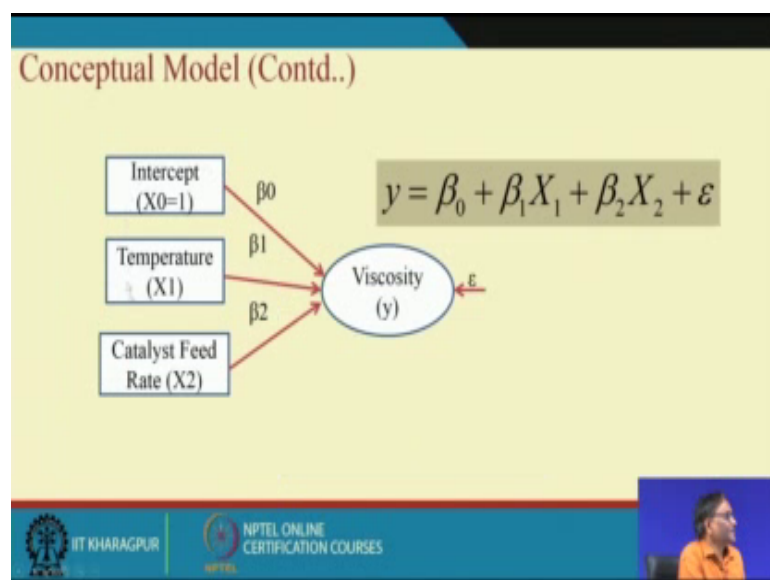 Conceptual Model (Contd..)
Intercept
(X0=1)
β0
y = β₀ + β₁X₁ + β₂X₂ + ε
Temperature
(X1)
β1
Viscosity
(y)
ε
β2
Catalyst Feed
Rate (X2)
IIT KHARAGPUR
NPTEL
NPTEL ONLINE
CERTIFICATION COURSES